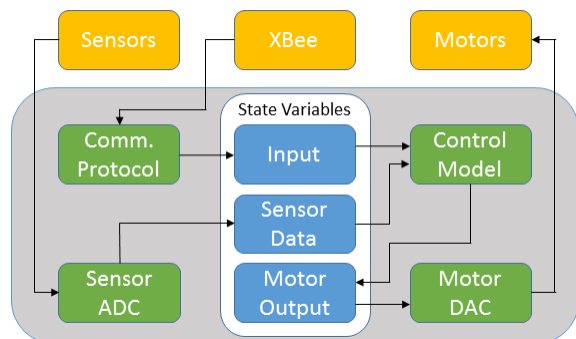 Sensors
XBee
Motors
State Variables
Comm.
Protocol
Input
Control
Model
Sensor
Data
Sensor
ADC
Motor
Output
Motor
DAC